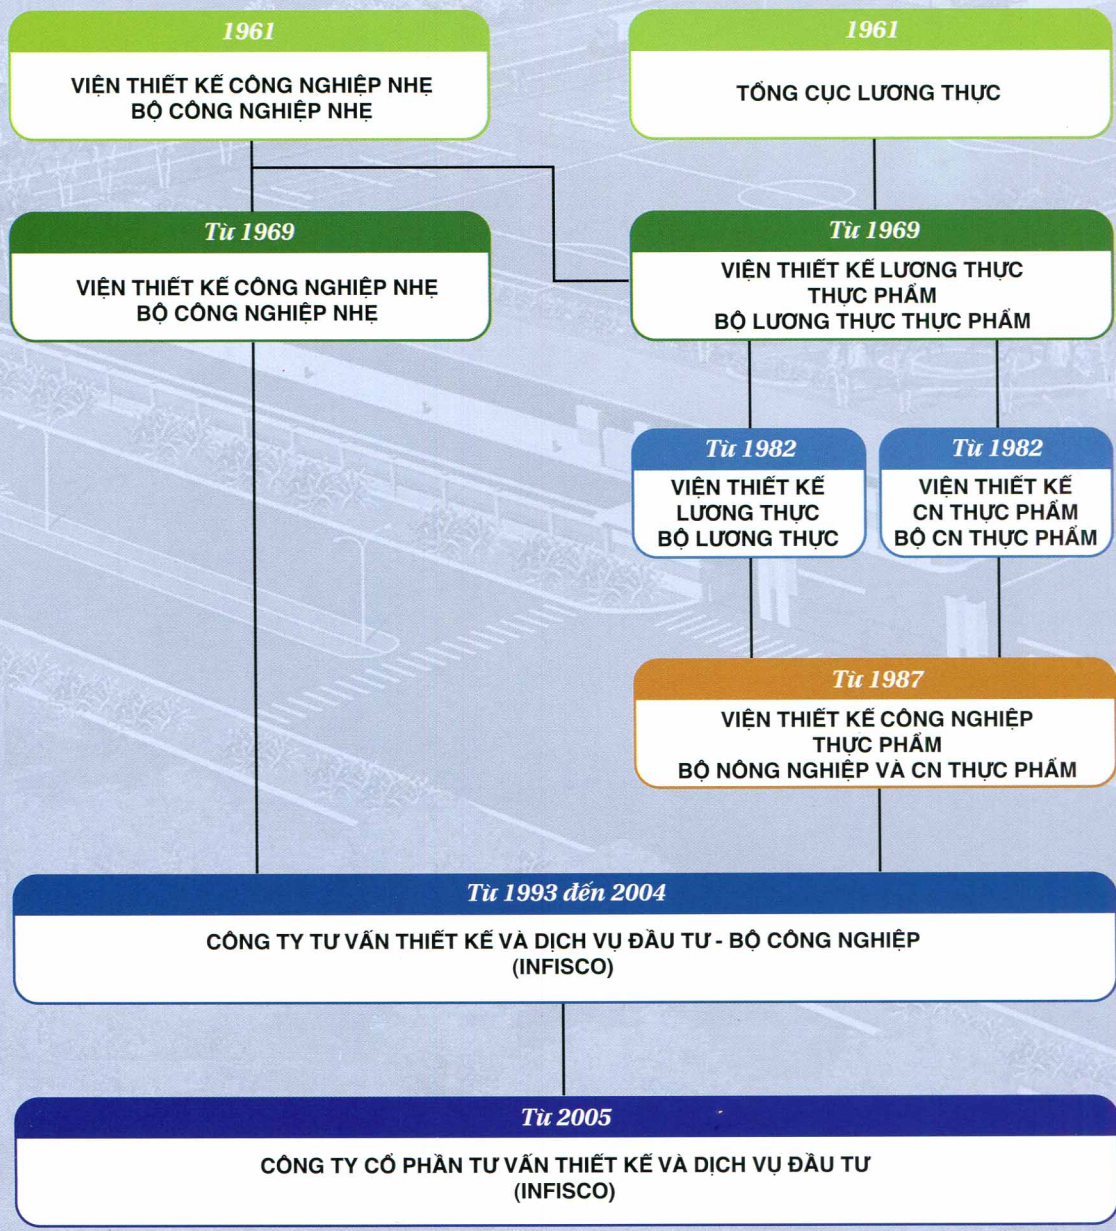 1961
VIỆN THIẾT KẾ CÔNG NGHIỆP NHẸ
BỘ CÔNG NGHIỆP NHẸ
1961
TỔNG CỤC LƯƠNG THỰC
Từ 1969
VIỆN THIẾT KẾ CÔNG NGHIỆP NHẸ
BỘ CÔNG NGHIỆP NHẸ
Từ 1969
VIỆN THIẾT KẾ LƯƠNG THỰC
THỰC PHẨM
BỘ LƯƠNG THỰC THỰC PHẨM
Từ 1982
VIỆN THIẾT KẾ
LƯƠNG THỰC
BỘ LƯƠNG THỰC
Từ 1982
VIỆN THIẾT KẾ
CN THỰC PHẨM
BỘ CN THỰC PHẨM
Từ 1987
VIỆN THIẾT KẾ CÔNG NGHIỆP
THỰC PHẨM
BỘ NÔNG NGHIỆP VÀ CN THỰC PHẨM
Từ 1993 đến 2004
CÔNG TY TƯ VẤN THIẾT KẾ VÀ DỊCH VỤ ĐẦU TƯ - BỘ CÔNG NGHIỆP
(INFISCO)
Từ 2005
CÔNG TY CỔ PHẦN TƯ VẤN THIẾT KẾ VÀ DỊCH VỤ ĐẦU TƯ
(INFISCO)